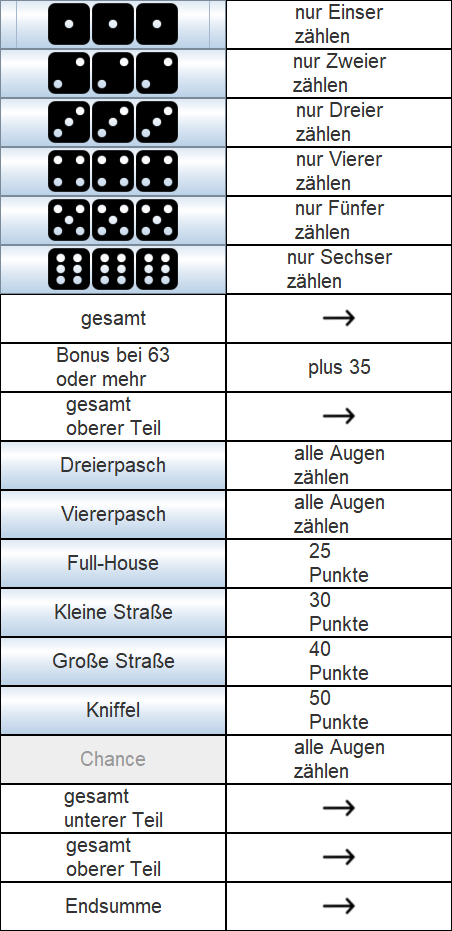 nur Einser
zählen
nur Zweier
zählen
nur Dreier
zählen
nur Vierer
zählen
nur Fünfer
zählen
nur Sechser
zählen
gesamt
Bonus bei 63
oder mehr
plus 35
gesamt
oberer Teil
Dreierpasch
alle Augen
zählen
Viererpasch
alle Augen
zählen
Full-House
25
Punkte
Kleine Straße
30
Punkte
Große Straße
40
Punkte
Kniffel
50
Punkte
Chance
alle Augen
zählen
gesamt
unterer Teil
gesamt
oberer Teil
Endsumme